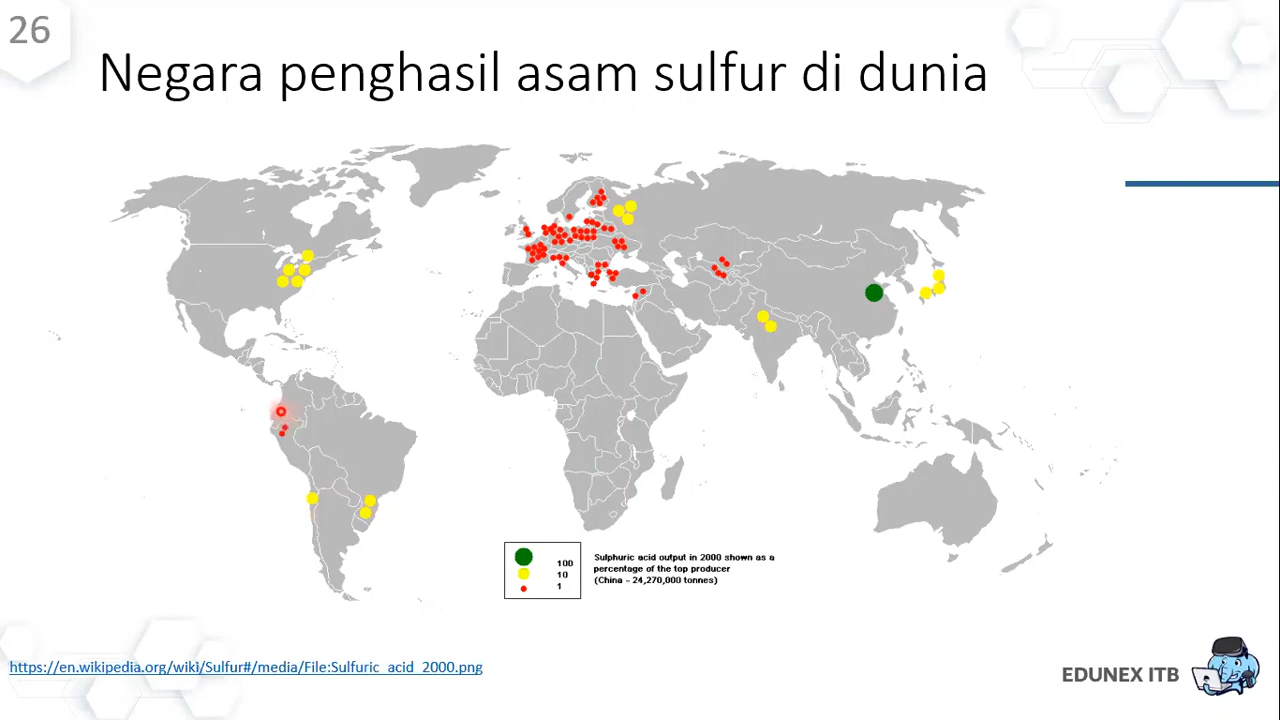 26
Negara penghasil asam sulfur di dunia
100
10
1
Sulphuric acid output in 2000 shown as a
percentage of the top producer
(China - 24,270,000 tonnes)
https://en.wikipedia.org/wiki/Sulfur#/media/File:Sulfuric_acid_2000.png
EDUNEX ITB